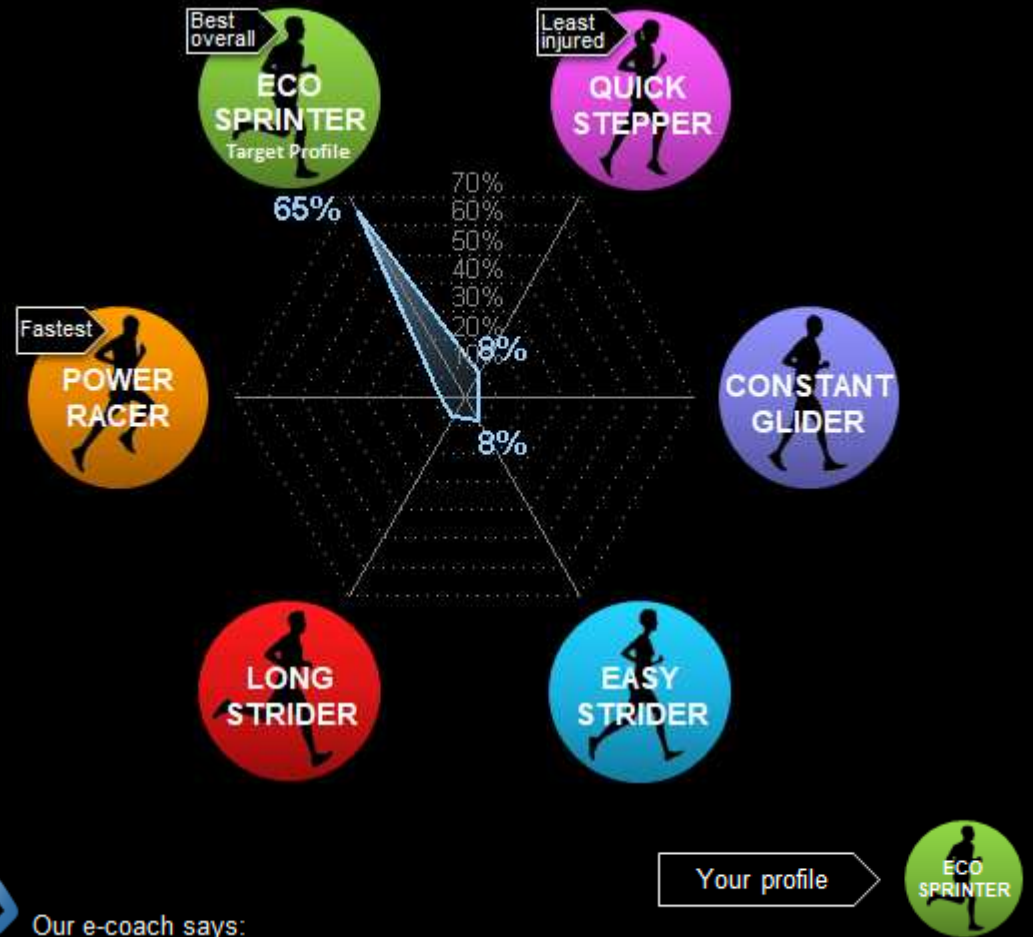 Best
overall
ECO
SPRINTER
Target Profile
Least
injured
QUICK
STEPPER
70%
65%
60%
50%
40%
30%
20%
8%
Fastest
POWER
RACER
CONSTANT
GLIDER
8%
LONG
STRIDER
EASY
STRIDER
Your profile
ECO
SPRINTER
Our e-coach says: